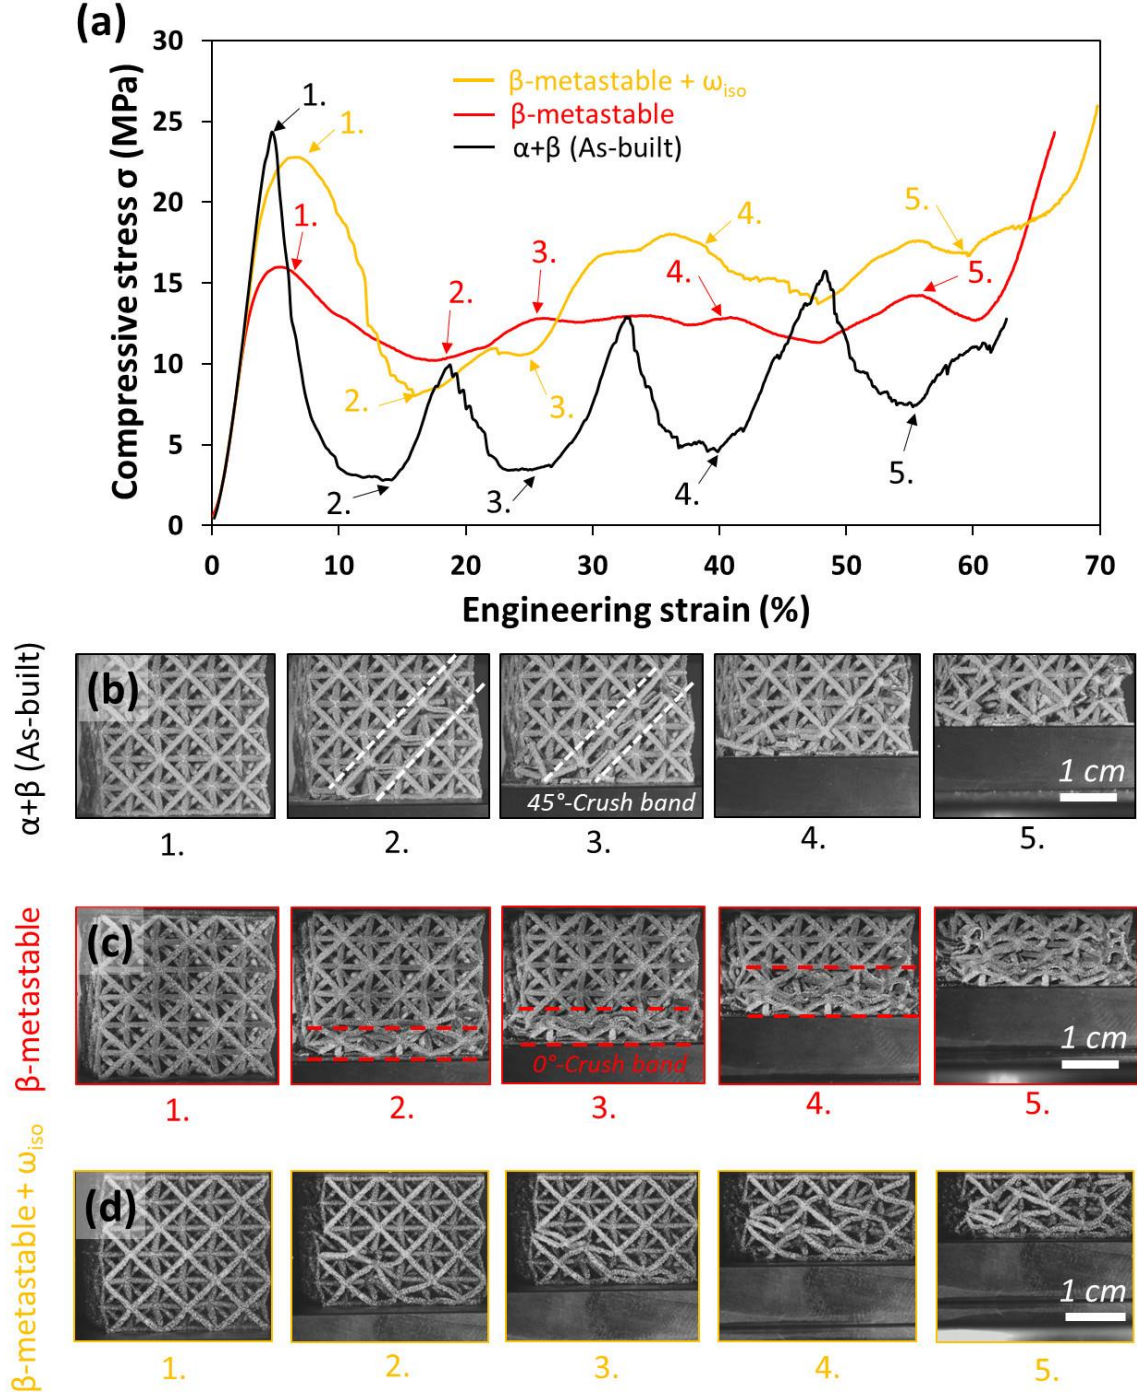 (a)
Compressive stress σ (MPa)
30
25
20
15
10
5
0
β-metastable + ωiso
β-metastable
α+β (As-built)
1.
1.
1.
2.
2.
2.
3.
3.
3.
4.
4.
4.
5.
5.
5.
0 10 20 30 40 50 60 70
Engineering strain (%)
α+β (As-built)
(b)
45°-Crush band
1 cm
1. 2. 3. 4. 5.
β-metastable
(c)
0°-Crush band
1 cm
1. 2. 3. 4. 5.
β-metastable + ωiso
(d)
1 cm
1. 2. 3. 4. 5.